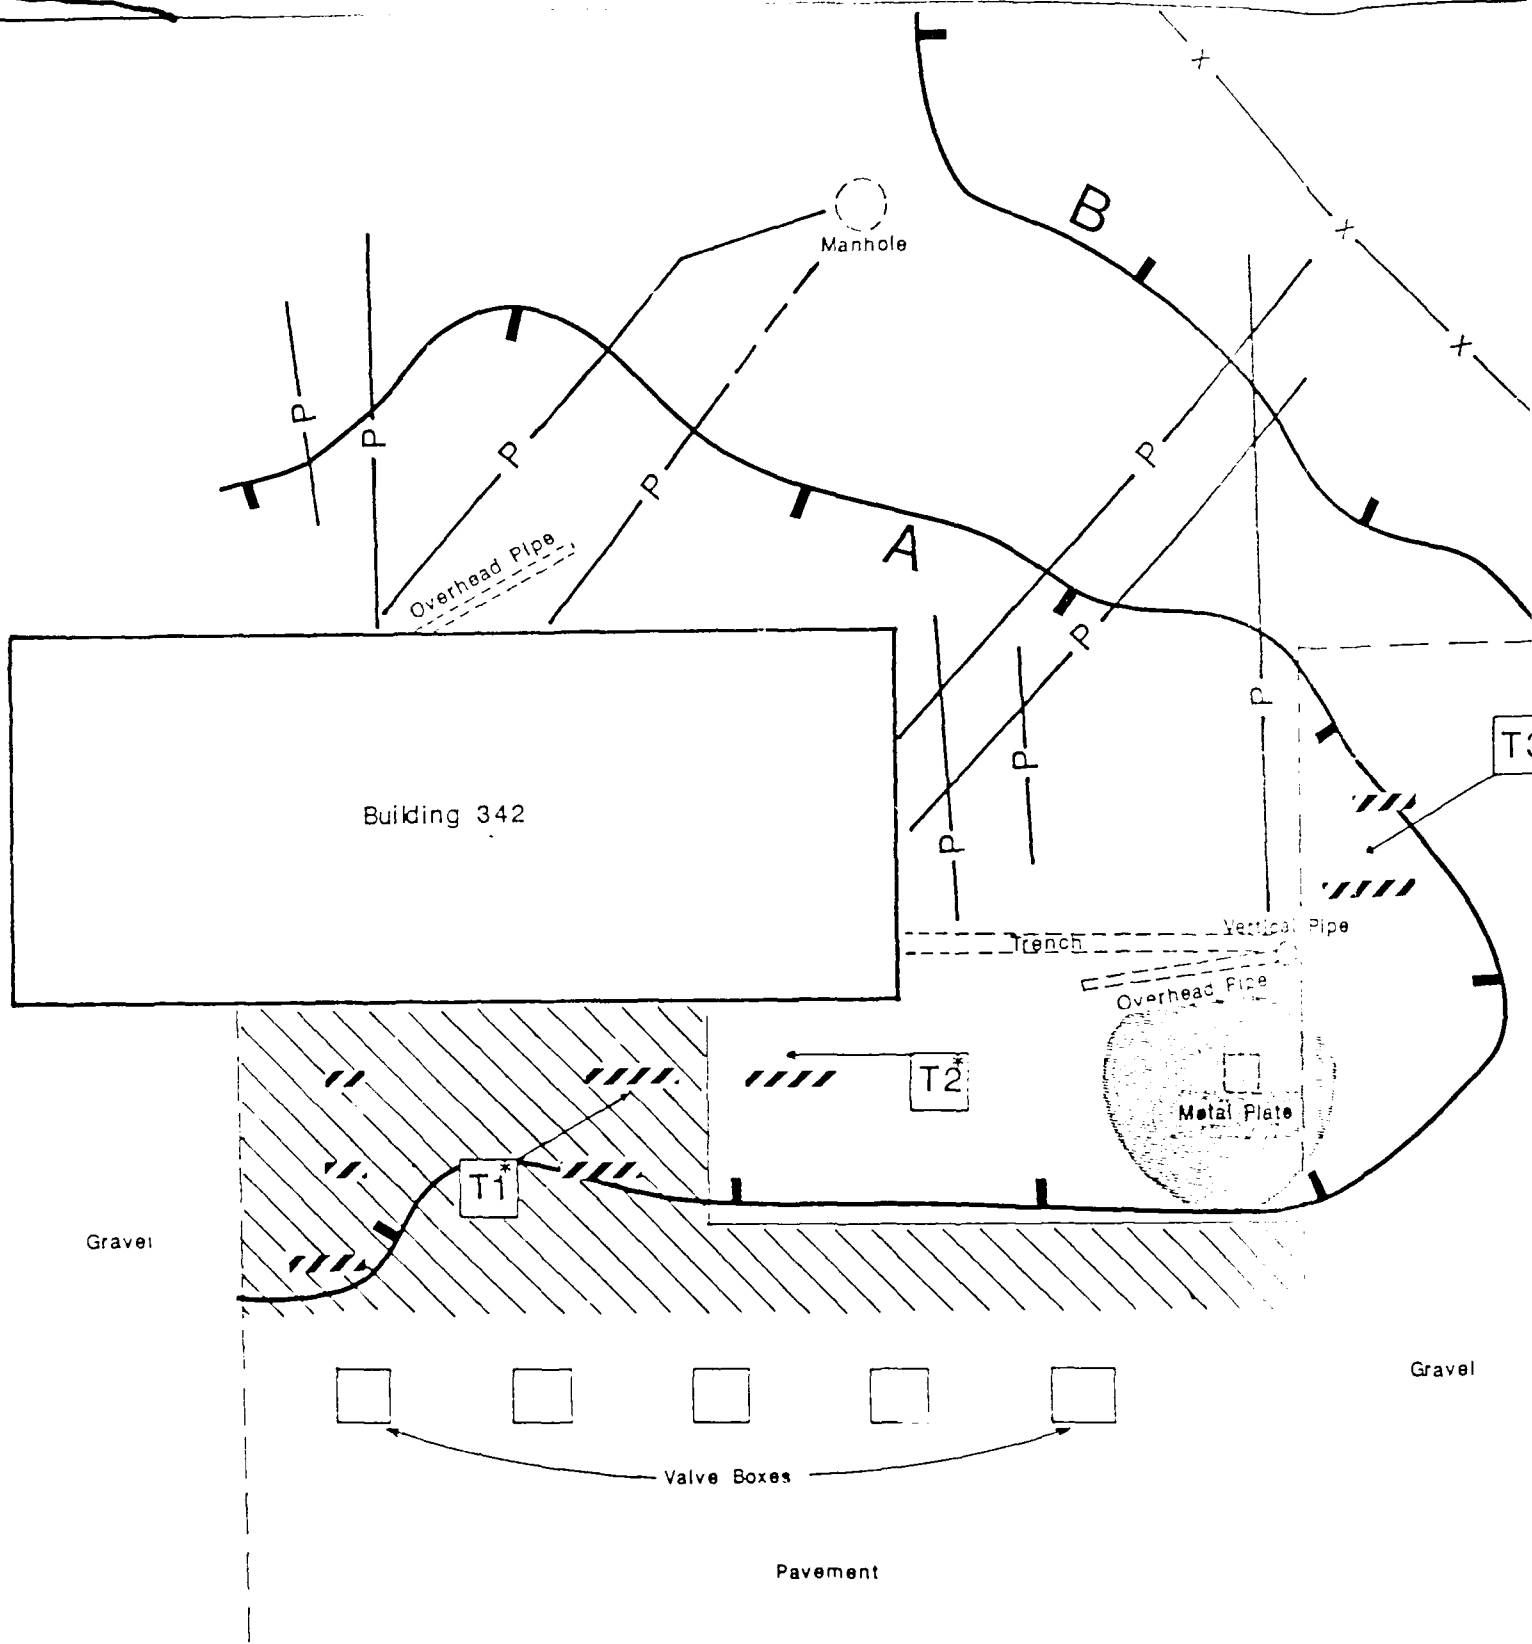 X
B
X
Manhole
X
P
P
P
P
P
A
Overhead Pipe
P
P
T3
P
Building 342
P
Vertical Pipe
Trench
Overhead Pipe
T2*
Metal Plate
T1*
Gravel
Gravel
Valve Boxes
Pavement